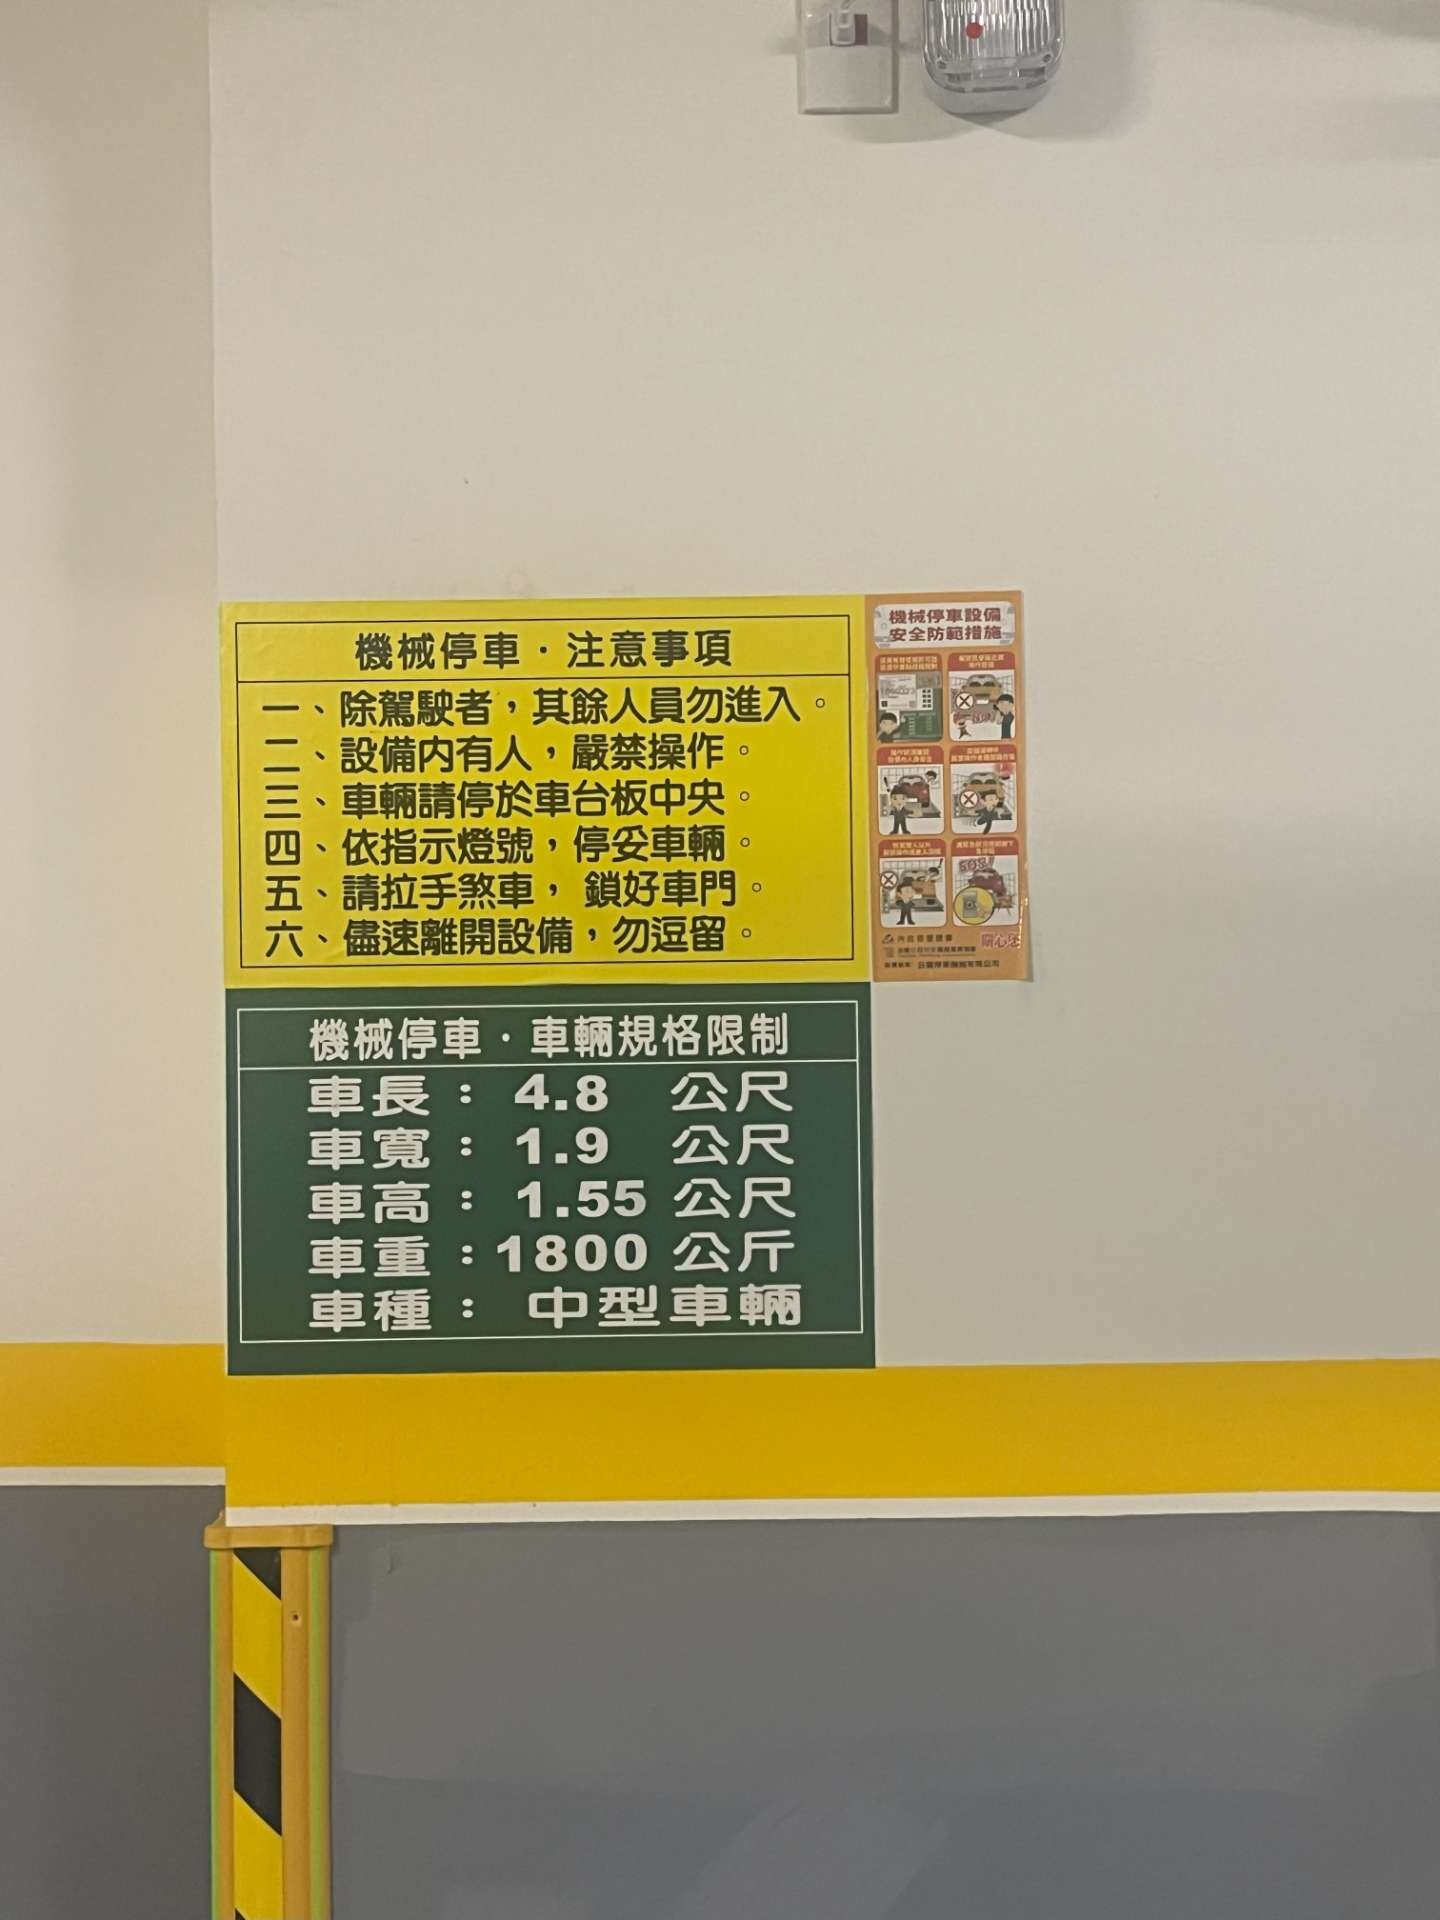 機械停車・注意事項
一、除駕駛者，其餘人員勿進入。
二、設備內有人，嚴禁操作。
三、車輛請停於車台板中央。
四、依指示燈號，停妥車輛。
五、請拉手煞車， 鎖好車門。
六、儘速離開設備，勿逗留。
機械停車・車輛規格限制
車長： 4.8 公尺
車寬： 1.9 公尺
車高： 1.55 公尺
車重：1800 公斤
車種： 中型車輛
機械停車設備
安全防範措施
SOS!